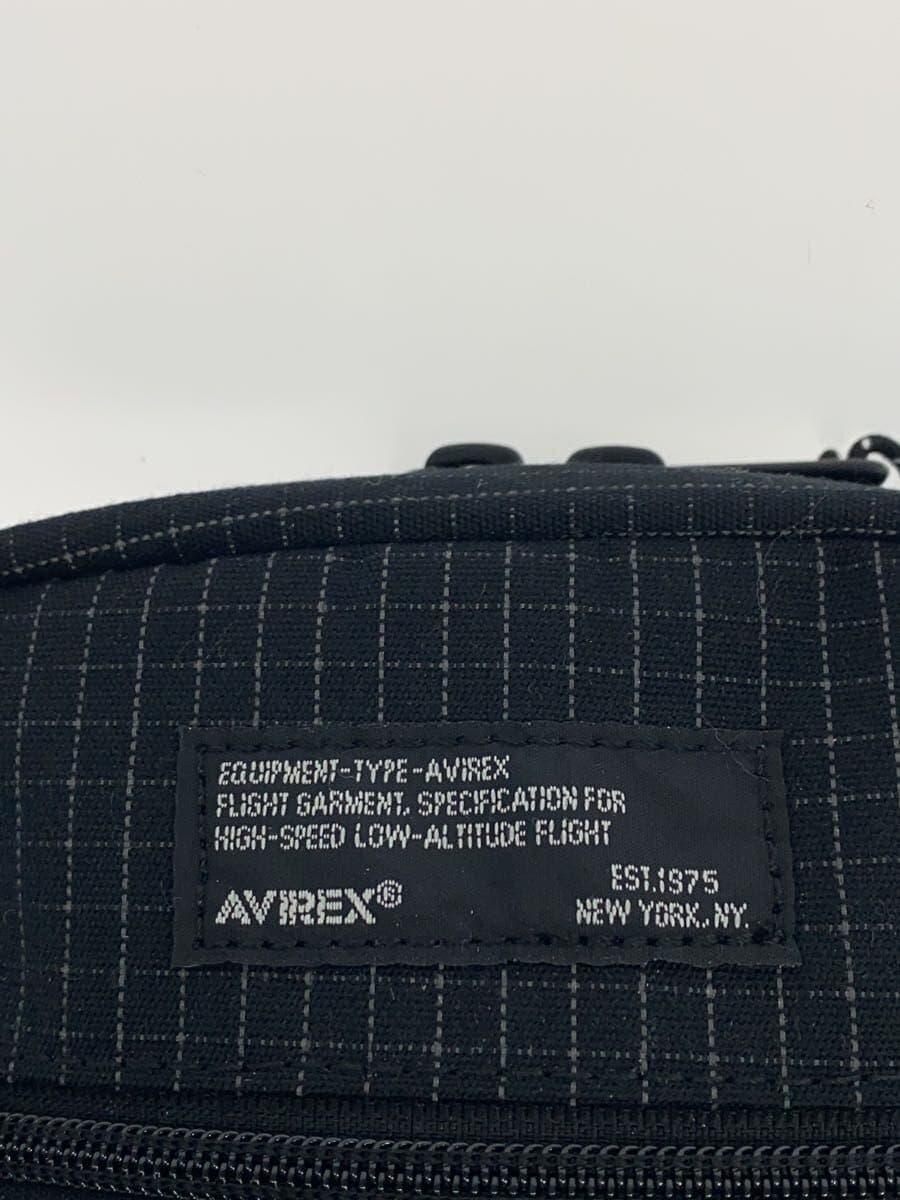 EQUIPMENT-TYPE-AVIREX
FLIGHT GARMENT. SPECIFICATION FOR
HIGH-SPEED LOW-ALTITUDE FLIGHT
AVIREX®
EST.1975
NEW YORK.NY.